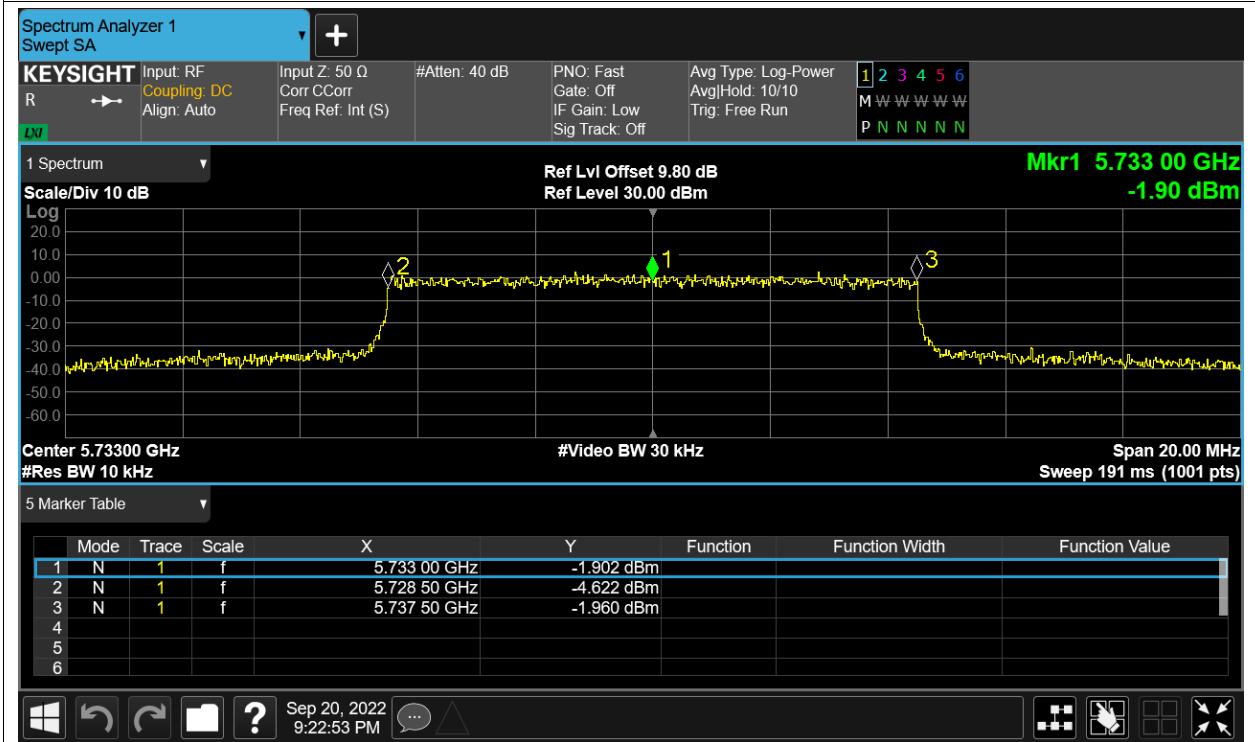 Spectrum Analyzer 1
Swept SA
+
KEYSIGHT
R
LXI
Input: RF
Coupling: DC
Align: Auto
Input Z: 50 Ω
Corr CCorr
Freq Ref: Int (S)
#Atten: 40 dB
PNO: Fast
Gate: Off
IF Gain: Low
Sig Track: Off
Avg Type: Log-Power
Avg|Hold: 10/10
Trig: Free Run
1 2 3 4 5 6
M W W W W W
P N N N N N
1 Spectrum
Scale/Div 10 dB
Ref Lvl Offset 9.80 dB
Ref Level 30.00 dBm
Mkr1 5.733 00 GHz
-1.90 dBm
Log
20.0
10.0
0.00
-10.0
-20.0
-30.0
-40.0
-50.0
-60.0
2
1
3
Center 5.73300 GHz
#Res BW 10 kHz
#Video BW 30 kHz
Span 20.00 MHz
Sweep 191 ms (1001 pts)
5 Marker Table
Mode Trace Scale X Y Function Function Width Function Value
1 N 1 f 5.733 00 GHz -1.902 dBm
2 N 1 f 5.728 50 GHz -4.622 dBm
3 N 1 f 5.737 50 GHz -1.960 dBm
4
5
6
?
Sep 20, 2022
9:22:53 PM